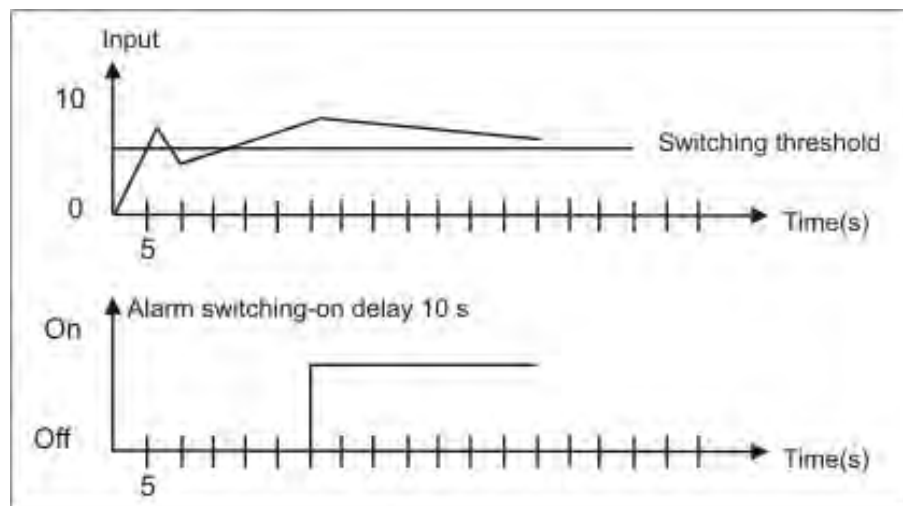 Input
10
Switching threshold
0
Time(s)
5
Alarm switching-on delay 10 s
On
Off
Time(s)
5